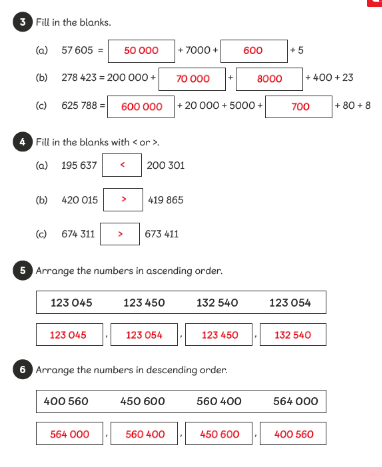 3 Fill in the blanks.
(a) 57 605 = 50 000 + 7000 + 600 + 5
(b) 278 423 = 200 000 + 70 000 + 8000 + 400 + 23
(c) 625 788 = 600 000 + 20 000 + 5000 + 700 + 80 + 8
4 Fill in the blanks with < or >.
(a) 195 637 < 200 301
(b) 420 015 > 419 865
(c) 674 311 > 673 411
5 Arrange the numbers in ascending order.
123 045 123 450 132 540 123 054
123 045 , 123 054 , 123 450 , 132 540
6 Arrange the numbers in descending order.
400 560 450 600 560 400 564 000
564 000 , 560 400 , 450 600 , 400 560